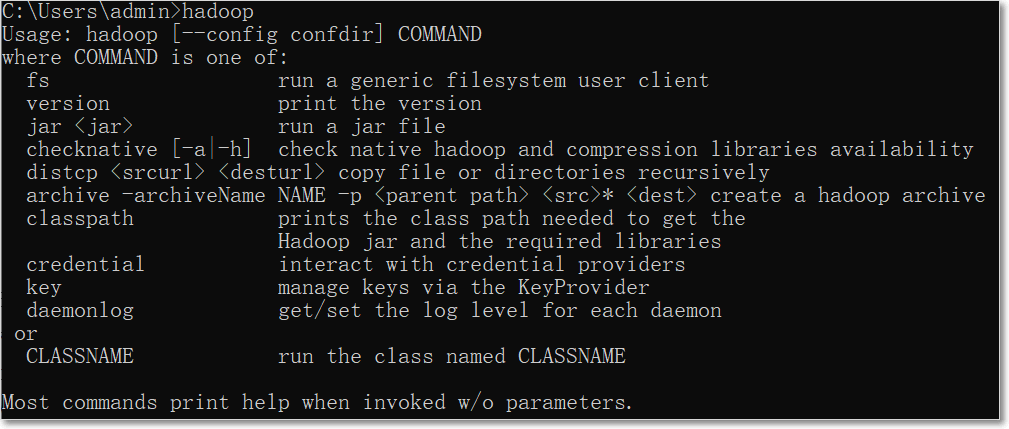 C:\Users\admin>hadoop
Usage: hadoop [--config confdir] COMMAND
where COMMAND is one of:
  fs                   run a generic filesystem user client
  version              print the version
  jar <jar>            run a jar file
  checknative [-a|-h]  check native hadoop and compression libraries availability
  distcp <srcurl> <desturl> copy file or directories recursively
  archive -archiveName NAME -p <parent path> <src>* <dest> create a hadoop archive
  classpath            prints the class path needed to get the
                       Hadoop jar and the required libraries
  credential           interact with credential providers
  key                  manage keys via the KeyProvider
  daemonlog            get/set the log level for each daemon
 or
  CLASSNAME            run the class named CLASSNAME
Most commands print help when invoked w/o parameters.